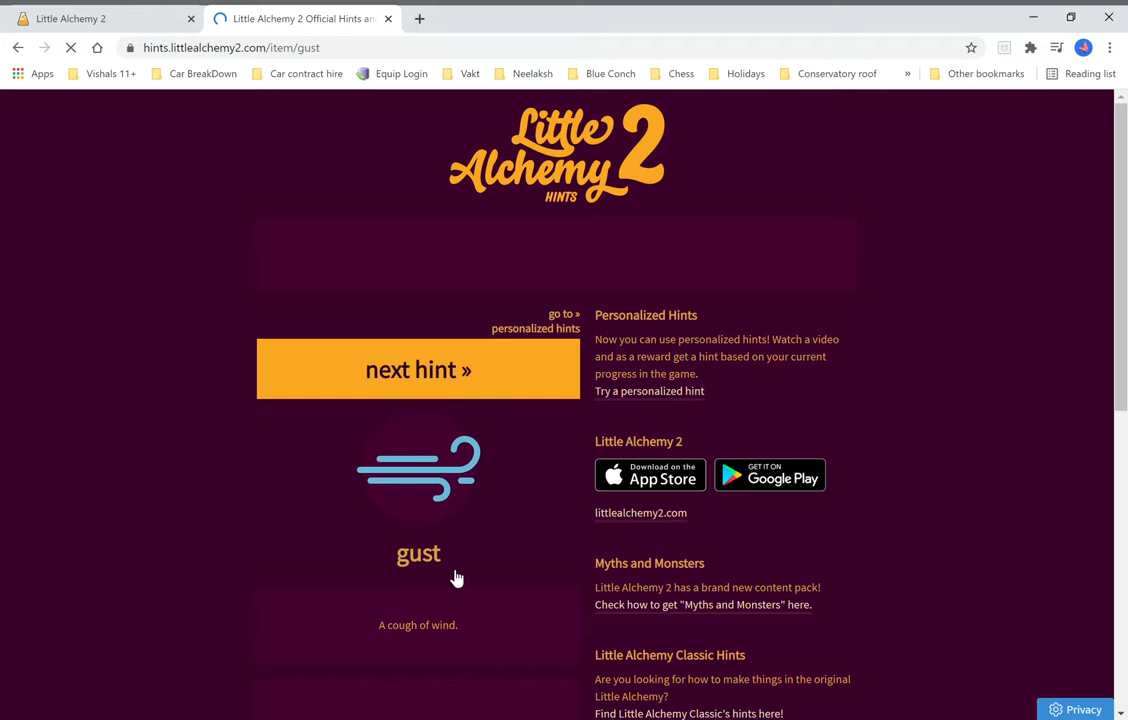 Little Alchemy 2
Little Alchemy 2 Official Hints an
hints.littlealchemy2.com/item/gust
Apps
Vishals 11+
Car BreakDown
Car contract hire
Equip Login
Vakt
Neelaksh
Blue Conch
Chess
Holidays
Conservatory roof
»
Other bookmarks
Reading list
Little
Alchemy 2
HINTS
go to »
personalized hints
next hint »
gust
A cough of wind.
Personalized Hints
Now you can use personalized hints! Watch a video
and as a reward get a hint based on your current
progress in the game.
Try a personalized hint
Little Alchemy 2
Download on the
App Store
GET IT ON
Google Play
littlealchemy2.com
Myths and Monsters
Little Alchemy 2 has a brand new content pack!
Check how to get "Myths and Monsters" here.
Little Alchemy Classic Hints
Are you looking for how to make things in the original
Little Alchemy?
Find Little Alchemy Classic's hints here!
Privacy